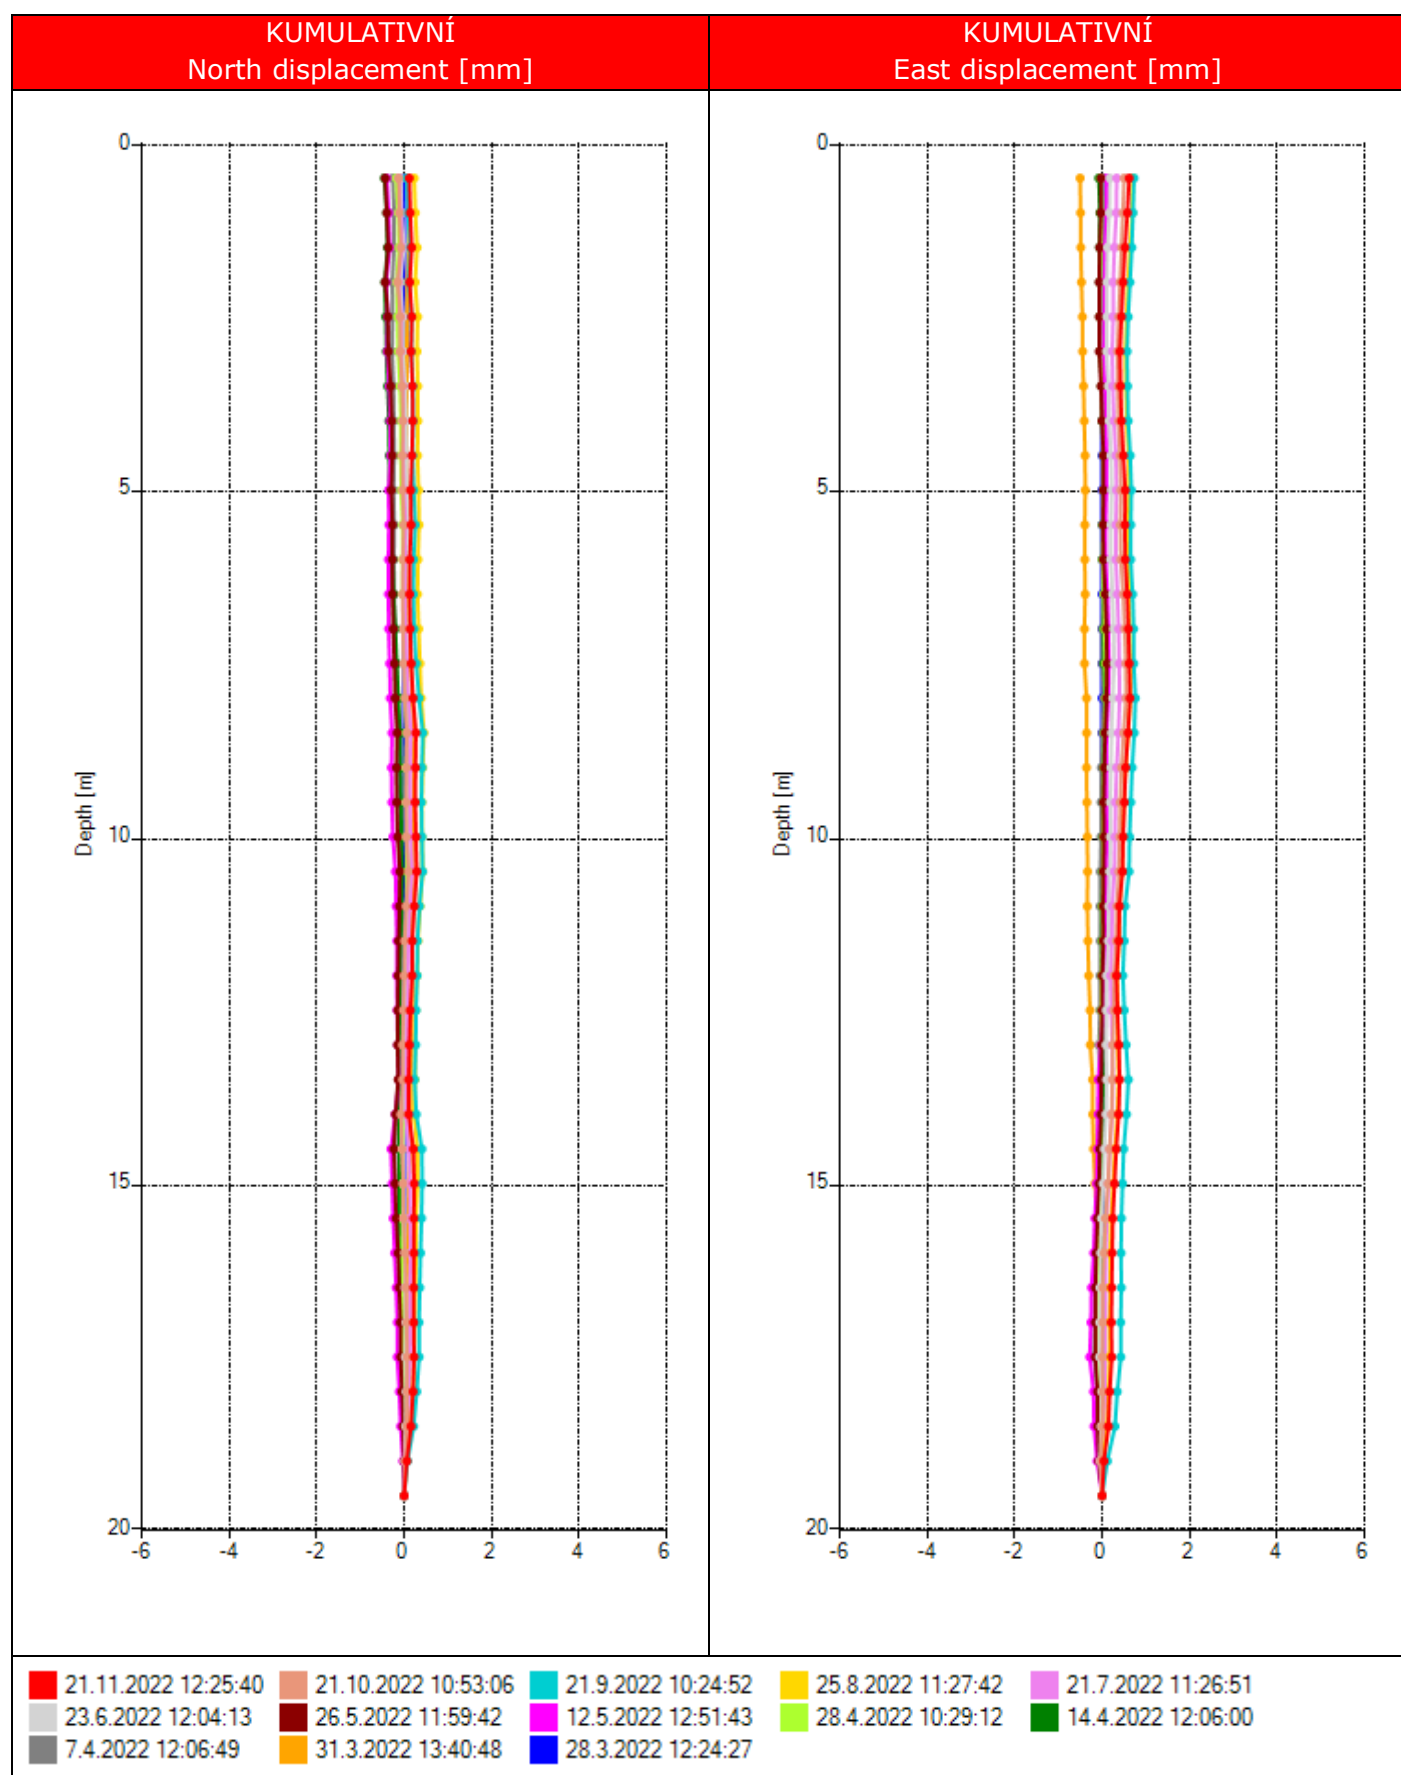 KUMULATIVNÍ
North displacement [mm]
KUMULATIVNÍ
East displacement [mm]
0
5
10
15
20
Depth [m]
-6 -4 -2 0 2 4 6
0
5
10
15
20
Depth [m]
-6 -4 -2 0 2 4 6
21.11.2022 12:25:40 21.10.2022 10:53:06 21.9.2022 10:24:52 25.8.2022 11:27:42 21.7.2022 11:26:51
23.6.2022 12:04:13 26.5.2022 11:59:42 12.5.2022 12:51:43 28.4.2022 10:29:12 14.4.2022 12:06:00
7.4.2022 12:06:49 31.3.2022 13:40:48 28.3.2022 12:24:27